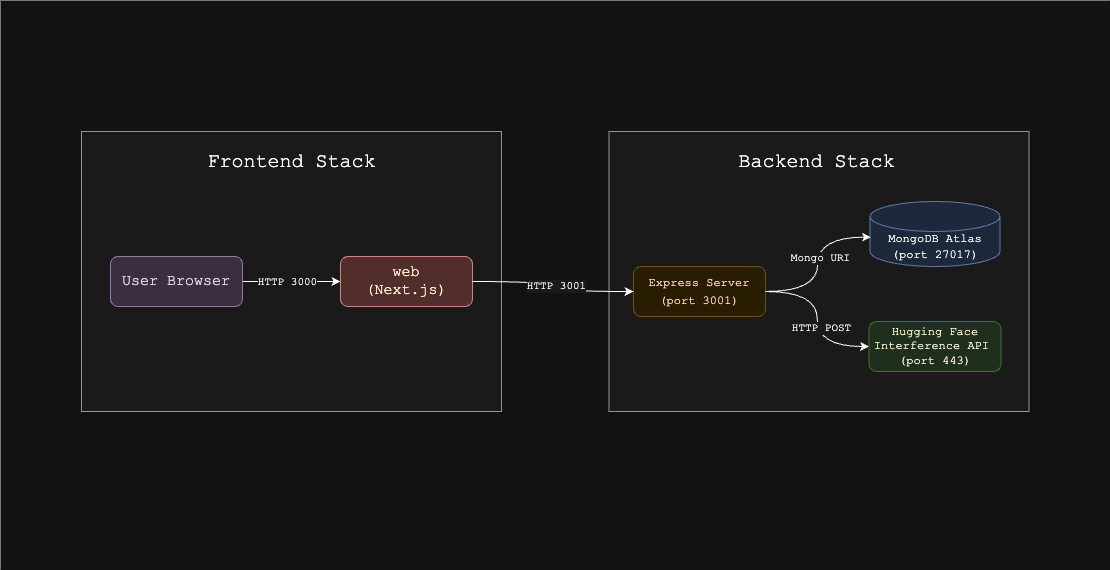 Frontend Stack
User Browser
HTTP 3000
web
(Next.js)
HTTP 3001
Backend Stack
Express Server
(port 3001)
Mongo URI
MongoDB Atlas
(port 27017)
HTTP POST
Hugging Face
Interference API
(port 443)